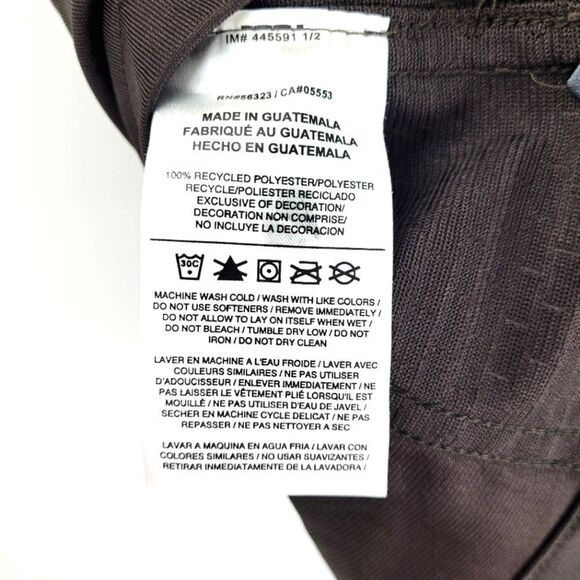 IM# 445591 1/2
RN#56323 / CA#05553
MADE IN GUATEMALA
FABRIQUÉ AU GUATEMALA
HECHO EN GUATEMALA
100% RECYCLED POLYESTER/POLYESTER
RECYCLE/POLIESTER RECICLADO
EXCLUSIVE OF DECORATION/
DECORATION NON COMPRISE/
NO INCLUYE LA DECORACION
30C
MACHINE WASH COLD / WASH WITH LIKE COLORS /
DO NOT USE SOFTENERS / REMOVE IMMEDIATELY /
DO NOT ALLOW TO LAY ON ITSELF WHEN WET /
DO NOT BLEACH / TUMBLE DRY LOW / DO NOT
IRON / DO NOT DRY CLEAN
LAVER EN MACHINE A L'EAU FROIDE / LAVER AVEC
COULEURS SIMILAIRES / NE PAS UTILISER
D'ADOUCISSEUR / ENLEVER IMMEDIATEMENT / NE
PAS LAISSER LE VÊTEMENT PLIÉ LORSQU'IL EST
MOUILLÉ / NE PAS UTILISER D'EAU DE JAVEL /
SECHER EN MACHINE CYCLE DELICAT / NE PAS
REPASSER / NE PAS NETTOYER A SEC
LAVAR A MAQUINA EN AGUA FRIA / LAVAR CON
COLORES SIMILARES / NO USAR SUAVIZANTES /
RETIRAR INMEDIATAMENTE DE LA LAVADORA /